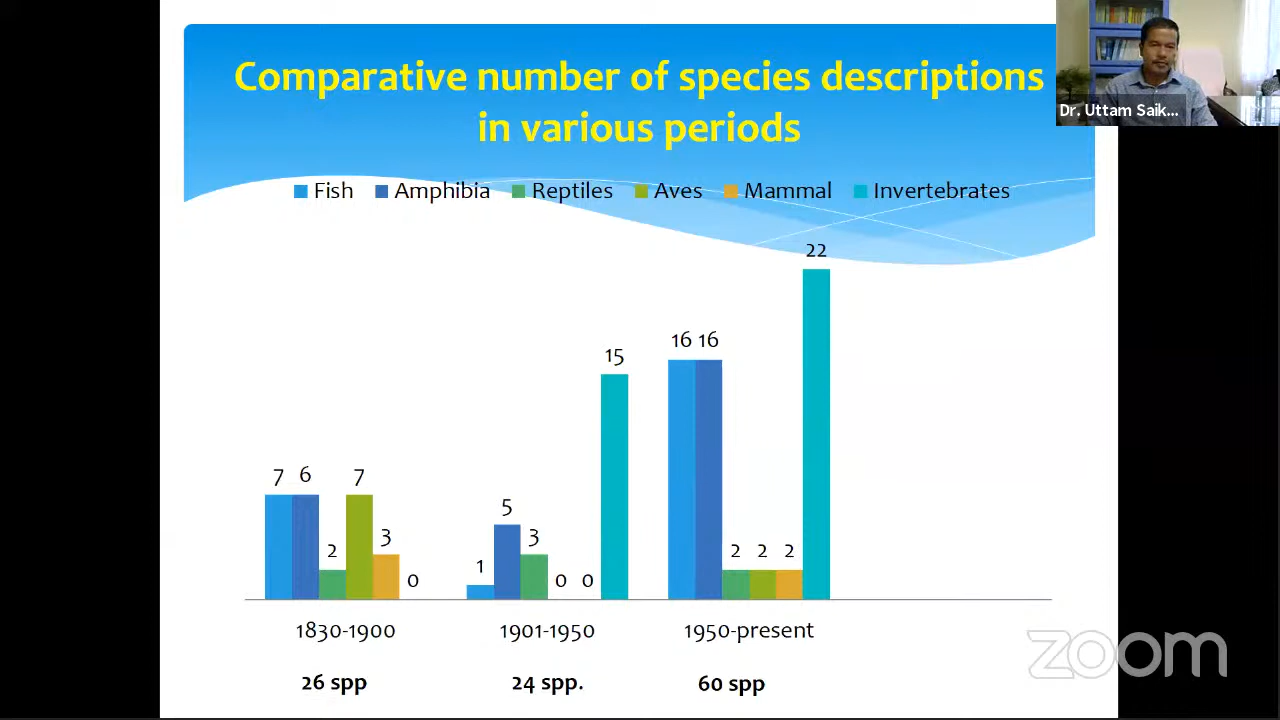 Comparative number of species descriptions
in various periods
Dr. Uttam Saik...
Fish Amphibia Reptiles Aves Mammal Invertebrates
22
16 16
15
7 6 7
5
2 3
1 3
2 2 2
0
0 0
1830-1900 1901-1950 1950-present
26 spp 24 spp. 60 spp
zoom